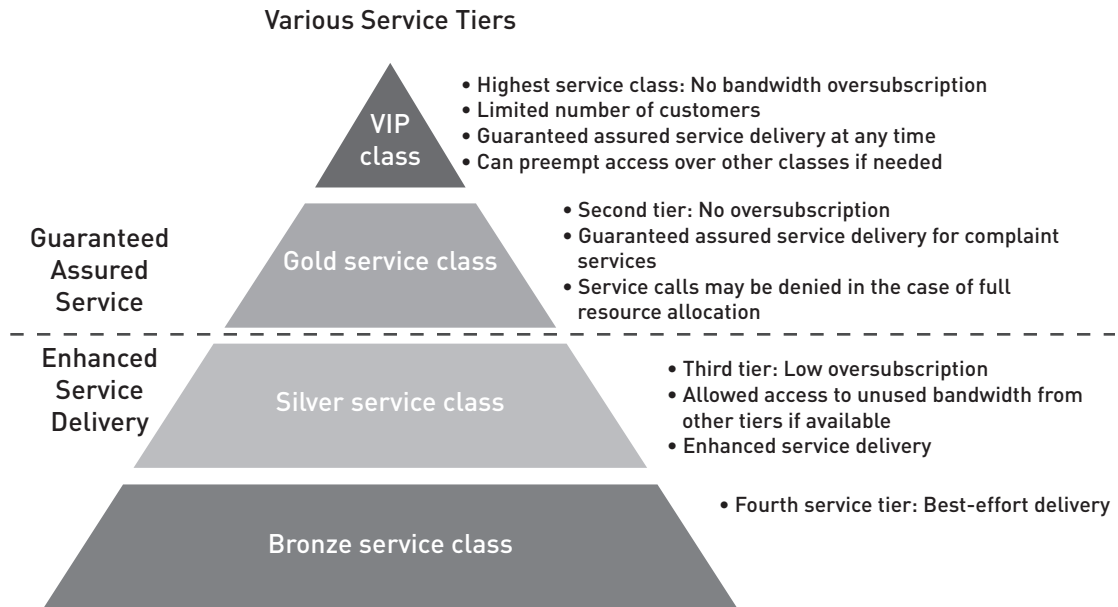 Various Service Tiers
VIP
class
• Highest service class: No bandwidth oversubscription
• Limited number of customers
• Guaranteed assured service delivery at any time
• Can preempt access over other classes if needed
Guaranteed
Assured
Service
Gold service class
• Second tier: No oversubscription
• Guaranteed assured service delivery for complaint
services
• Service calls may be denied in the case of full
resource allocation
Enhanced
Service
Delivery
Silver service class
• Third tier: Low oversubscription
• Allowed access to unused bandwidth from
other tiers if available
• Enhanced service delivery
Bronze service class
• Fourth service tier: Best-effort delivery